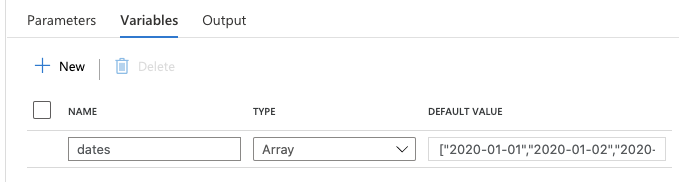 Parameters Variables Output
New Delete
NAME TYPE DEFAULT VALUE
dates Array ["2020-01-01","2020-01-02","2020-